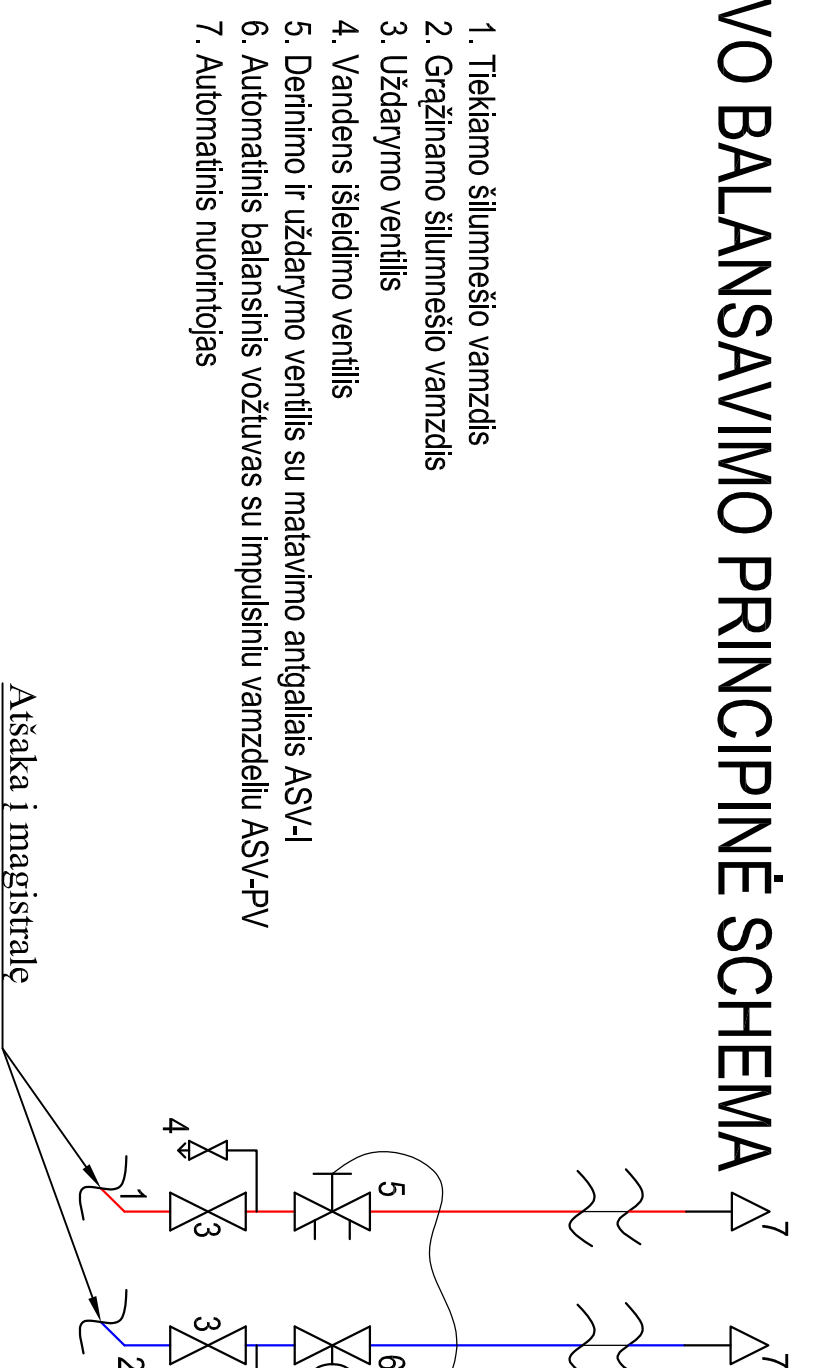 VO BALANSAVIMO PRINCIPINĖ SCHEMA
1. Tiekiamo šilumnešio vamzdis
2. Grąžinamo šilumnešio vamzdis
3. Uždarymo ventilis
4. Vandens išleidimo ventilis
5. Derinimo ir uždarymo ventilis su matavimo antgaliais ASV-I
6. Automatinis balansinis vožtuvas su impulsiniu vamzdeliu ASV-PV
7. Automatinis nuorintojas
7
7
5
6
4
3
3
1
2
Atšaka į magistralę